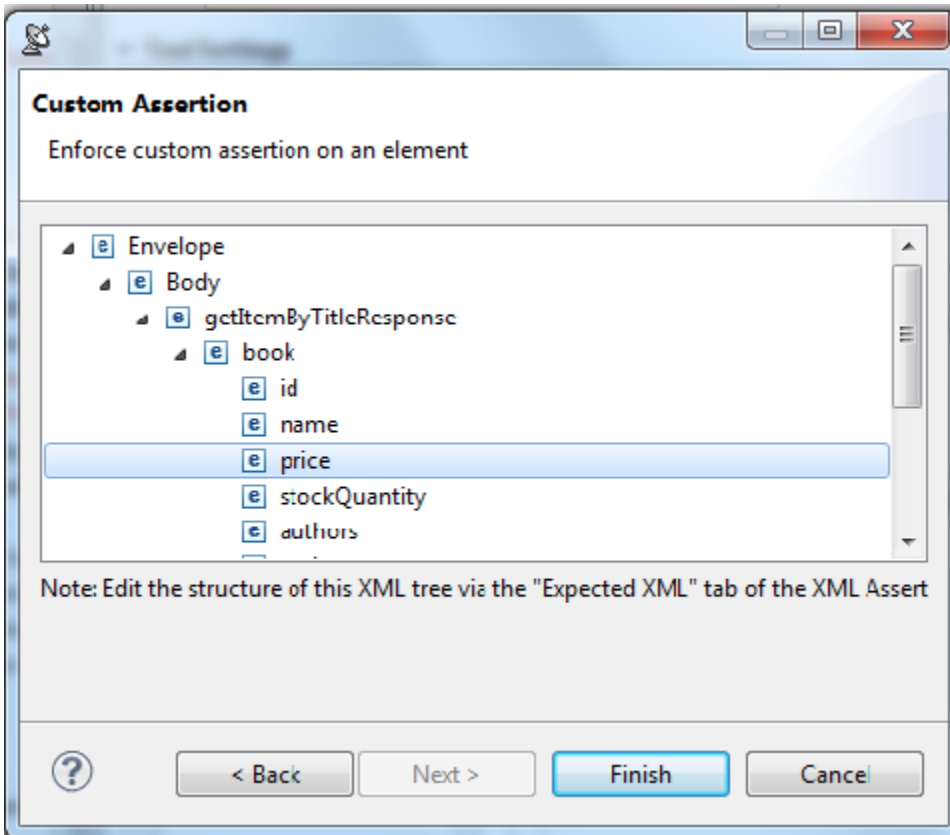 Custom Assertion
Enforce custom assertion on an element
Envelope
Body
getItemByTitleResponse
book
id
name
price
stockQuantity
authors
Note: Edit the structure of this XML tree via the "Expected XML" tab of the XML Assert
< Back Next > Finish Cancel